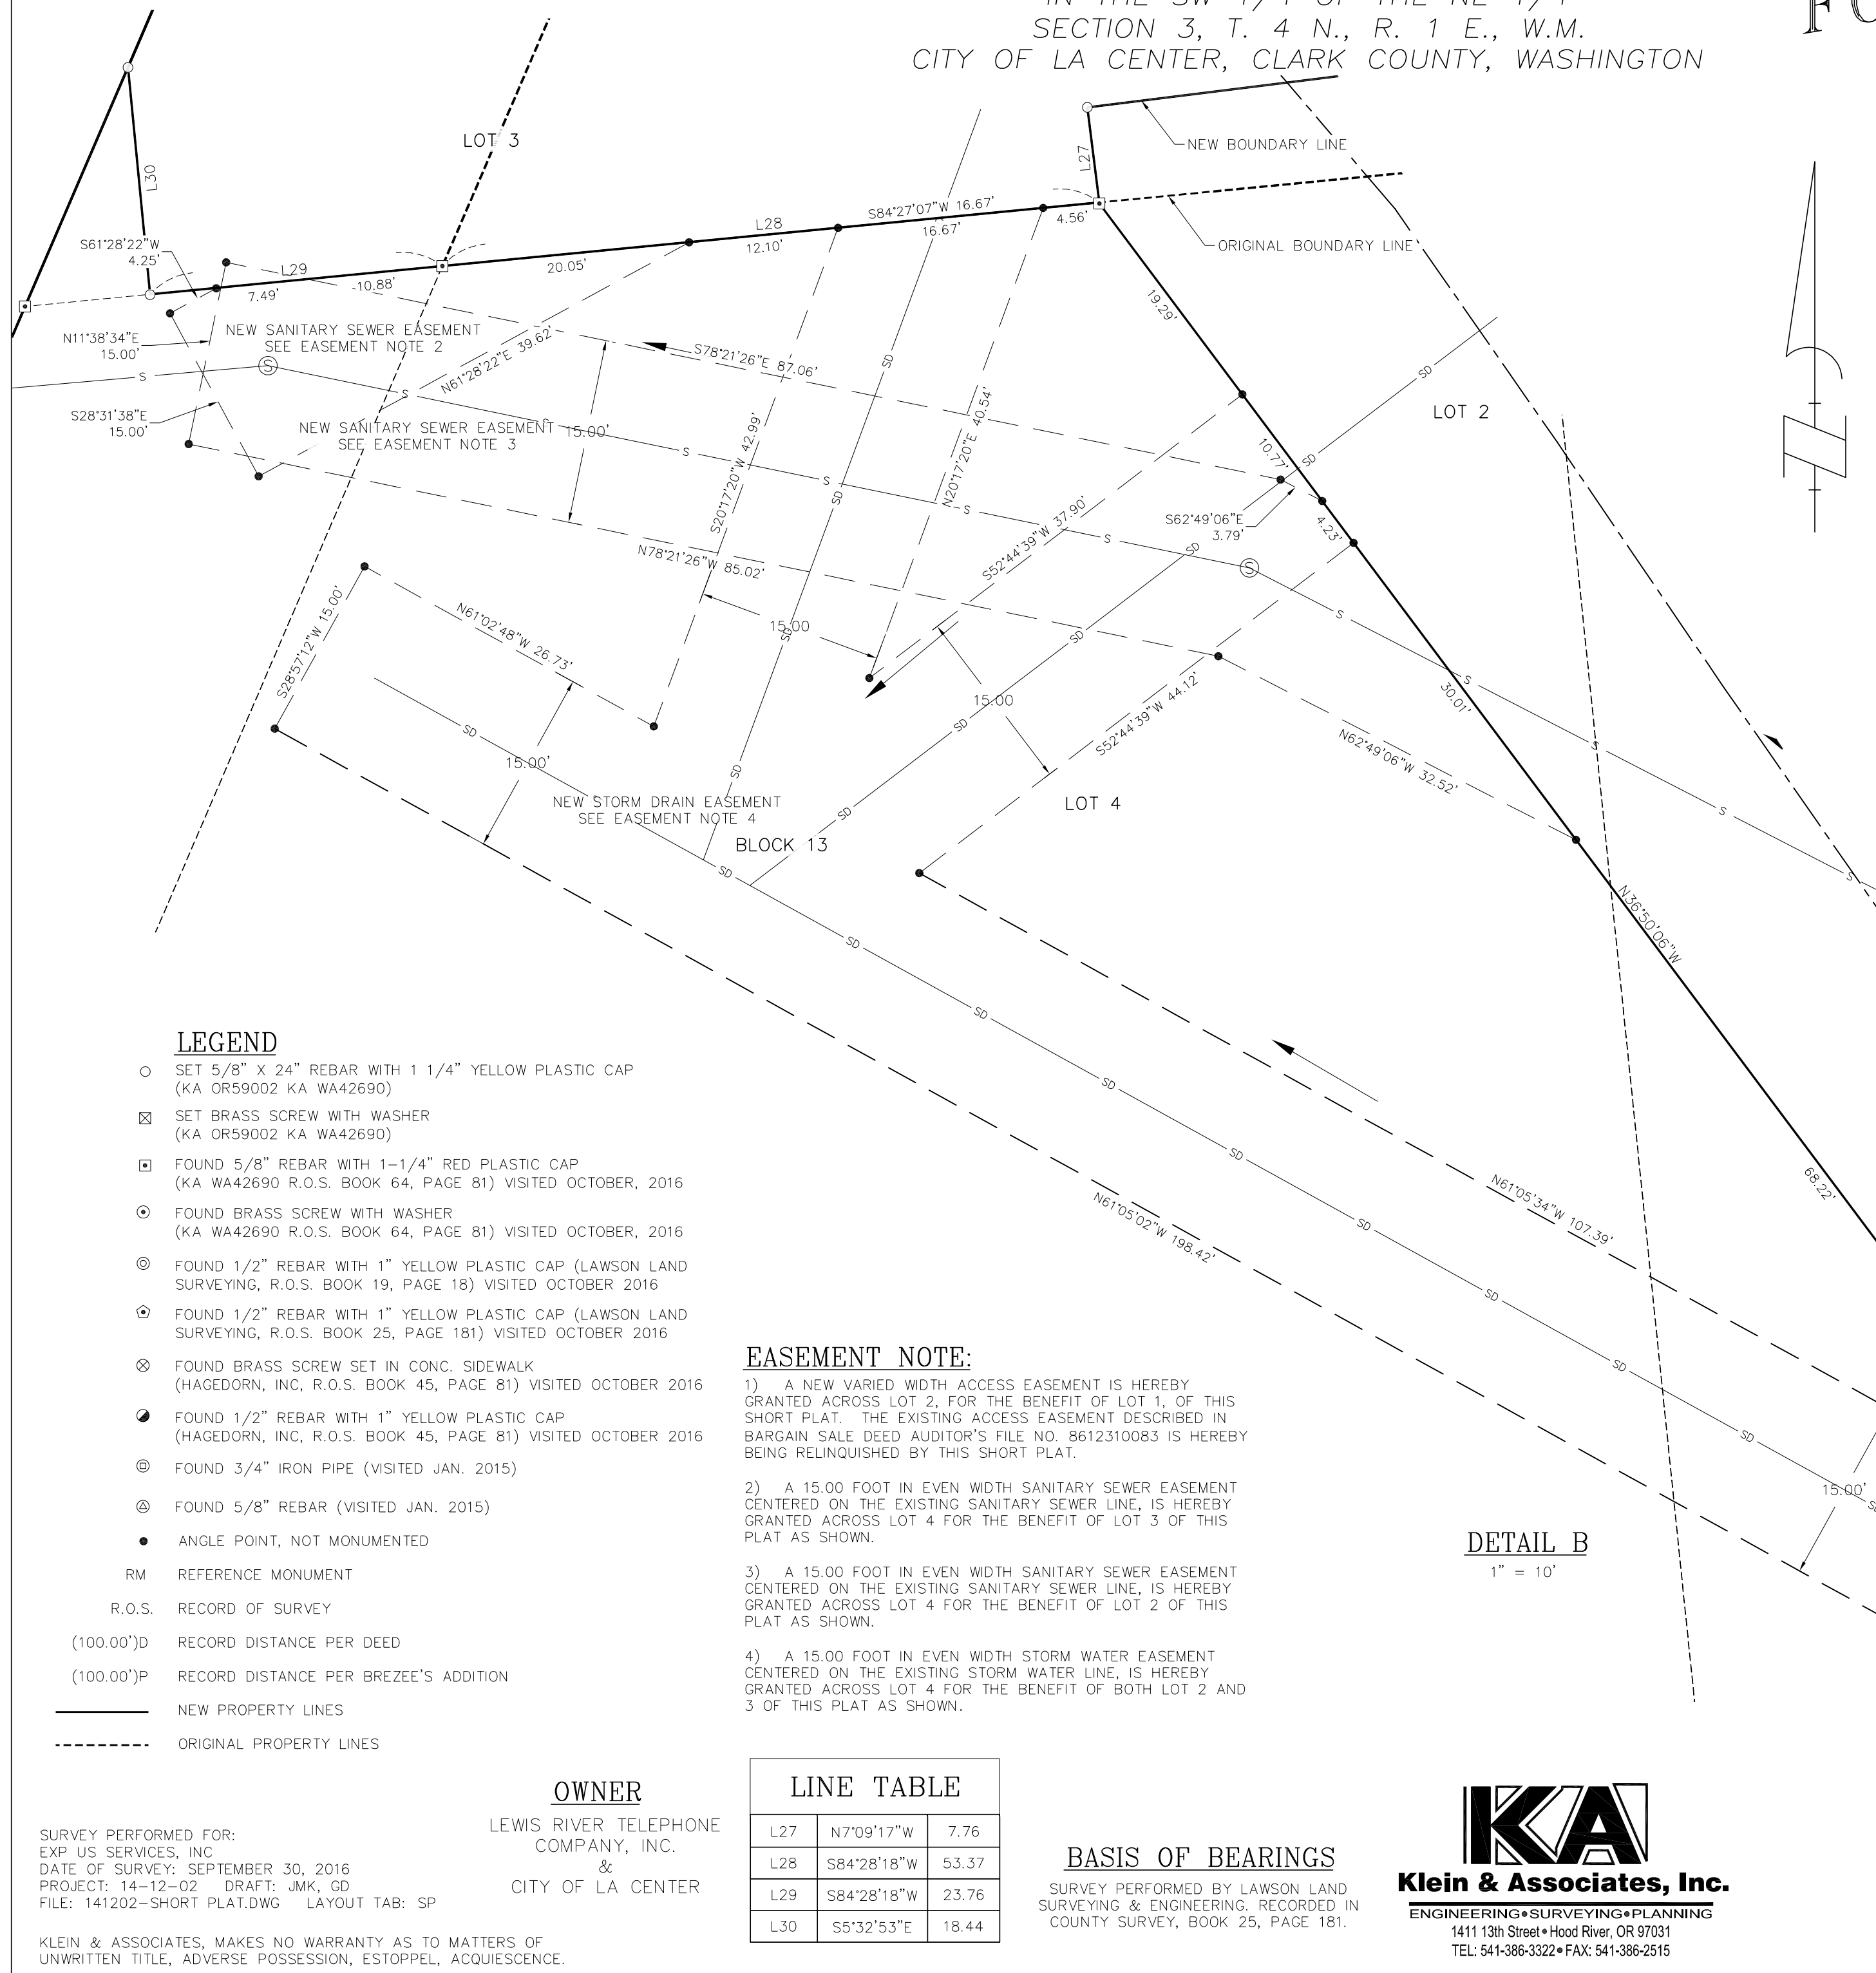 SECTION 3, T. 4 N., R. 1 E., W.M.
CITY OF LA CENTER, CLARK COUNTY, WASHINGTON
LOT 3
L30
L27
NEW BOUNDARY LINE
ORIGINAL BOUNDARY LINE
S61°28'22"W
4.25'
L29
7.49'
10.88'
20.05'
L28
12.10'
S84°27'07"W 16.67'
16.67'
4.56'
19.29'
N11°38'34"E
15.00'
NEW SANITARY SEWER EASEMENT
SEE EASEMENT NOTE 2
N61°28'22"E 39.62'
S78°21'26"E 87.06'
S
S
S28°31'38"E
15.00'
NEW SANITARY SEWER EASEMENT
SEE EASEMENT NOTE 3
15.00'
S20°17'20"W 42.99'
N20°17'20"E 40.54'
SD
SD
LOT 2
10.77'
SD
S62°49'06"E
3.79'
4.23'
S52°44'39"W 37.90'
N78°21'26"W 85.02'
S
S
S
S
S
S
SD
SD
S28°57'12"W 15.00'
N61°02'48"W 26.73'
15.00
SD
SD
15.00
S52°44'39"W 44.12'
30.01'
S
S
S
S
S
N62°49'06"W 32.52'
SD
15.00'
SD
SD
SD
NEW STORM DRAIN EASEMENT
SEE EASEMENT NOTE 4
LOT 4
BLOCK 13
SD
N36°50'06"W
SD
SD
SD
SD
SD
SD
SD
SD
68.22'
N61°05'34"W 107.39'
N61°05'02"W 198.42'
15.00'
LEGEND
SET 5/8" X 24" REBAR WITH 1 1/4" YELLOW PLASTIC CAP
(KA OR59002 KA WA42690)
SET BRASS SCREW WITH WASHER
(KA OR59002 KA WA42690)
FOUND 5/8" REBAR WITH 1-1/4" RED PLASTIC CAP
(KA WA42690 R.O.S. BOOK 64, PAGE 81) VISITED OCTOBER, 2016
FOUND BRASS SCREW WITH WASHER
(KA WA42690 R.O.S. BOOK 64, PAGE 81) VISITED OCTOBER, 2016
FOUND 1/2" REBAR WITH 1" YELLOW PLASTIC CAP (LAWSON LAND
SURVEYING, R.O.S. BOOK 19, PAGE 18) VISITED OCTOBER 2016
FOUND 1/2" REBAR WITH 1" YELLOW PLASTIC CAP (LAWSON LAND
SURVEYING, R.O.S. BOOK 25, PAGE 181) VISITED OCTOBER 2016
FOUND BRASS SCREW SET IN CONC. SIDEWALK
(HAGEDORN, INC, R.O.S. BOOK 45, PAGE 81) VISITED OCTOBER 2016
FOUND 1/2" REBAR WITH 1" YELLOW PLASTIC CAP
(HAGEDORN, INC, R.O.S. BOOK 45, PAGE 81) VISITED OCTOBER 2016
FOUND 3/4" IRON PIPE (VISITED JAN. 2015)
FOUND 5/8" REBAR (VISITED JAN. 2015)
ANGLE POINT, NOT MONUMENTED
RM REFERENCE MONUMENT
R.O.S. RECORD OF SURVEY
(100.00')D RECORD DISTANCE PER DEED
(100.00')P RECORD DISTANCE PER BREZEE'S ADDITION
NEW PROPERTY LINES
ORIGINAL PROPERTY LINES
EASEMENT NOTE:
1) A NEW VARIED WIDTH ACCESS EASEMENT IS HEREBY
GRANTED ACROSS LOT 2, FOR THE BENEFIT OF LOT 1, OF THIS
SHORT PLAT. THE EXISTING ACCESS EASEMENT DESCRIBED IN
BARGAIN SALE DEED AUDITOR'S FILE NO. 8612310083 IS HEREBY
BEING RELINQUISHED BY THIS SHORT PLAT.
2) A 15.00 FOOT IN EVEN WIDTH SANITARY SEWER EASEMENT
CENTERED ON THE EXISTING SANITARY SEWER LINE, IS HEREBY
GRANTED ACROSS LOT 4 FOR THE BENEFIT OF LOT 3 OF THIS
PLAT AS SHOWN.
3) A 15.00 FOOT IN EVEN WIDTH SANITARY SEWER EASEMENT
CENTERED ON THE EXISTING SANITARY SEWER LINE, IS HEREBY
GRANTED ACROSS LOT 4 FOR THE BENEFIT OF LOT 2 OF THIS
PLAT AS SHOWN.
4) A 15.00 FOOT IN EVEN WIDTH STORM WATER EASEMENT
CENTERED ON THE EXISTING STORM WATER LINE, IS HEREBY
GRANTED ACROSS LOT 4 FOR THE BENEFIT OF BOTH LOT 2 AND
3 OF THIS PLAT AS SHOWN.
DETAIL B
1" = 10'
SURVEY PERFORMED FOR:
EXP US SERVICES, INC
DATE OF SURVEY: SEPTEMBER 30, 2016
PROJECT: 14-12-02 DRAFT: JMK, GD
FILE: 141202-SHORT PLAT.DWG LAYOUT TAB: SP
KLEIN & ASSOCIATES, MAKES NO WARRANTY AS TO MATTERS OF
UNWRITTEN TITLE, ADVERSE POSSESSION, ESTOPPEL, ACQUIESCENCE.
OWNER
LEWIS RIVER TELEPHONE
COMPANY, INC.
&
CITY OF LA CENTER
LINE TABLE
L27 N7°09'17"W 7.76
L28 S84°28'18"W 53.37
L29 S84°28'18"W 23.76
L30 S5°32'53"E 18.44
BASIS OF BEARINGS
SURVEY PERFORMED BY LAWSON LAND
SURVEYING & ENGINEERING. RECORDED IN
COUNTY SURVEY, BOOK 25, PAGE 181.
KA
Klein & Associates, Inc.
ENGINEERING•SURVEYING•PLANNING
1411 13th Street • Hood River, OR 97031
TEL: 541-386-3322 • FAX: 541-386-2515